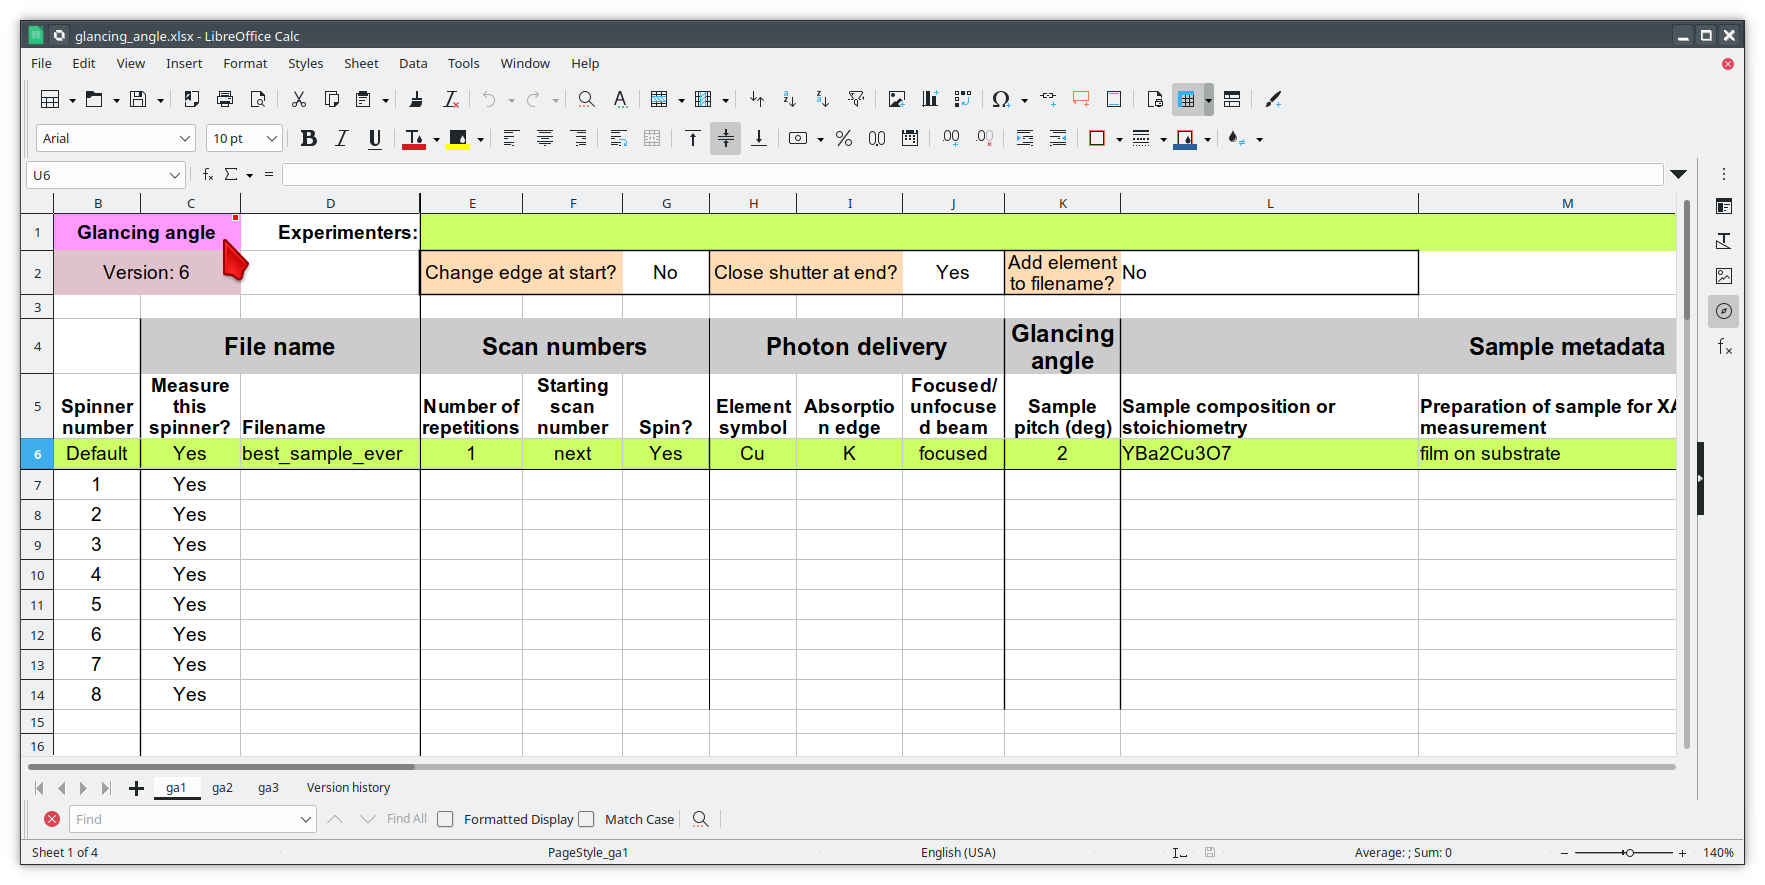 glancing_angle.xlsx - LibreOffice Calc
File Edit View Insert Format Styles Sheet Data Tools Window Help
Arial 10 pt
U6
B C D E F G H I J K L M
1 Glancing angle Experimenters:
2 Version: 6 Change edge at start? No Close shutter at end? Yes Add element to filename? No
3
4 File name Scan numbers Photon delivery Glancing angle Sample metadata
5 Spinner number Measure this spinner? Filename Number of repetitions Starting scan number Spin? Element symbol Absorptio n edge Focused/ unfocuse d beam Sample pitch (deg) Sample composition or stoichiometry Preparation of sample for XA measurement
6 Default Yes best_sample_ever 1 next Yes Cu K focused 2 YBa2Cu3O7 film on substrate
7 1 Yes
8 2 Yes
9 3 Yes
10 4 Yes
11 5 Yes
12 6 Yes
13 7 Yes
14 8 Yes
15
16
ga1 ga2 ga3 Version history
Find Find All Formatted Display Match Case
Sheet 1 of 4 PageStyle_ga1 English (USA) Average: ; Sum: 0 140%